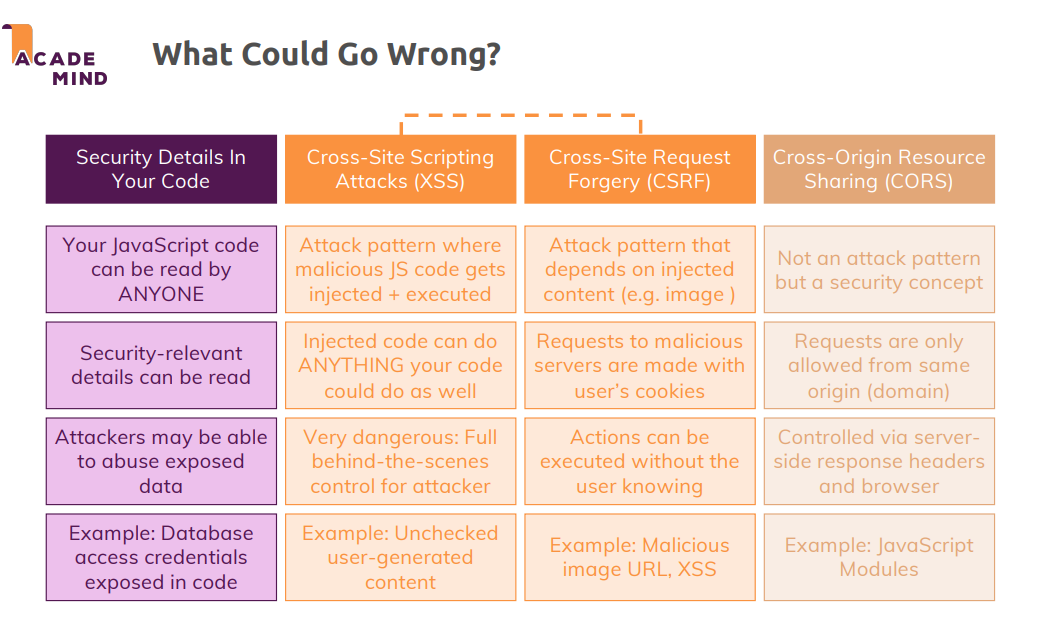 ACADE
MIND
What Could Go Wrong?
Security Details In
Your Code
Cross-Site Scripting
Attacks (XSS)
Cross-Site Request
Forgery (CSRF)
Cross-Origin Resource
Sharing (CORS)
Your JavaScript code
can be read by
ANYONE
Attack pattern where
malicious JS code gets
injected + executed
Attack pattern that
depends on injected
content (e.g. image )
Not an attack pattern
but a security concept
Security-relevant
details can be read
Injected code can do
ANYTHING your code
could do as well
Requests to malicious
servers are made with
user’s cookies
Requests are only
allowed from same
origin (domain)
Attackers may be able
to abuse exposed
data
Very dangerous: Full
behind-the-scenes
control for attacker
Actions can be
executed without the
user knowing
Controlled via server-
side response headers
and browser
Example: Database
access credentials
exposed in code
Example: Unchecked
user-generated
content
Example: Malicious
image URL, XSS
Example: JavaScript
Modules